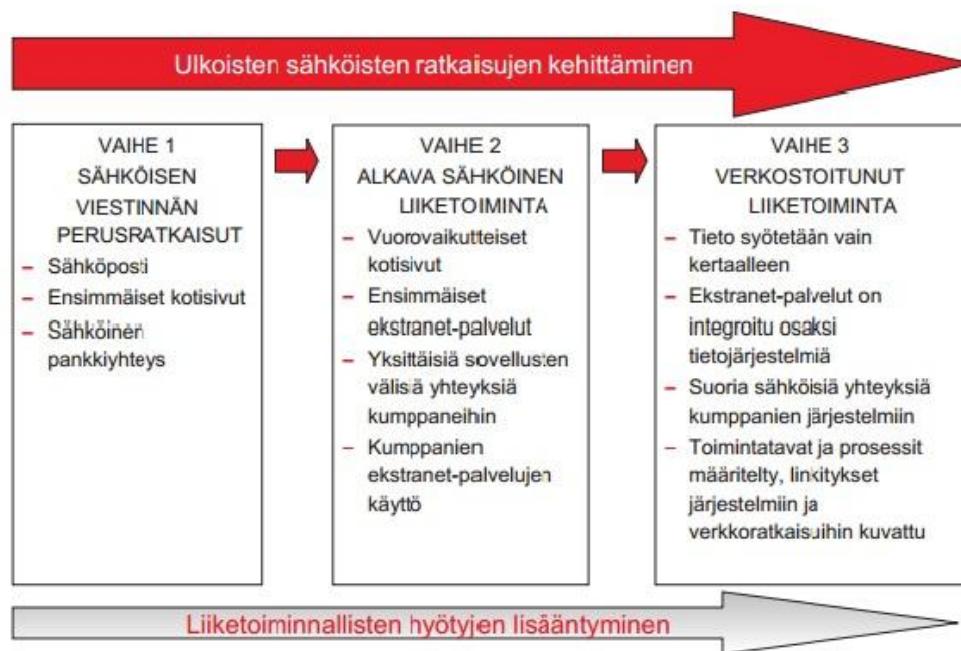 Ulkoisten sähköisten ratkaisujen kehittäminen
VAIHE 1
SÄHKÖISEN
VIESTINNÄN
PERUSRATKAISUT
– Sähköposti
– Ensimmäiset kotisivut
– Sähköinen
pankkiyhteys
VAIHE 2
ALKAVA SÄHKÖINEN
LIIKETOIMINTA
– Vuorovaikutteiset
kotisivut
– Ensimmäiset
ekstranet-palvelut
– Yksittäisiä sovellusten
välisiä yhteyksiä
kumppaneihin
– Kumppanien
ekstranet-palvelujen
käyttö
VAIHE 3
VERKOSTOITUNUT
LIIKETOIMINTA
– Tieto syötetään vain
kertaalleen
– Ekstranet-palvelut on
integroitu osaksi
tietojärjestelmiä
– Suoria sähköisiä yhteyksiä
kumppanien järjestelmiin
– Toimintatavat ja prosessit
määritelty, linkitykset
järjestelmiin ja
verkkoratkaisuihin kuvattu
Liiketoiminnallisten hyötyjen lisääntyminen